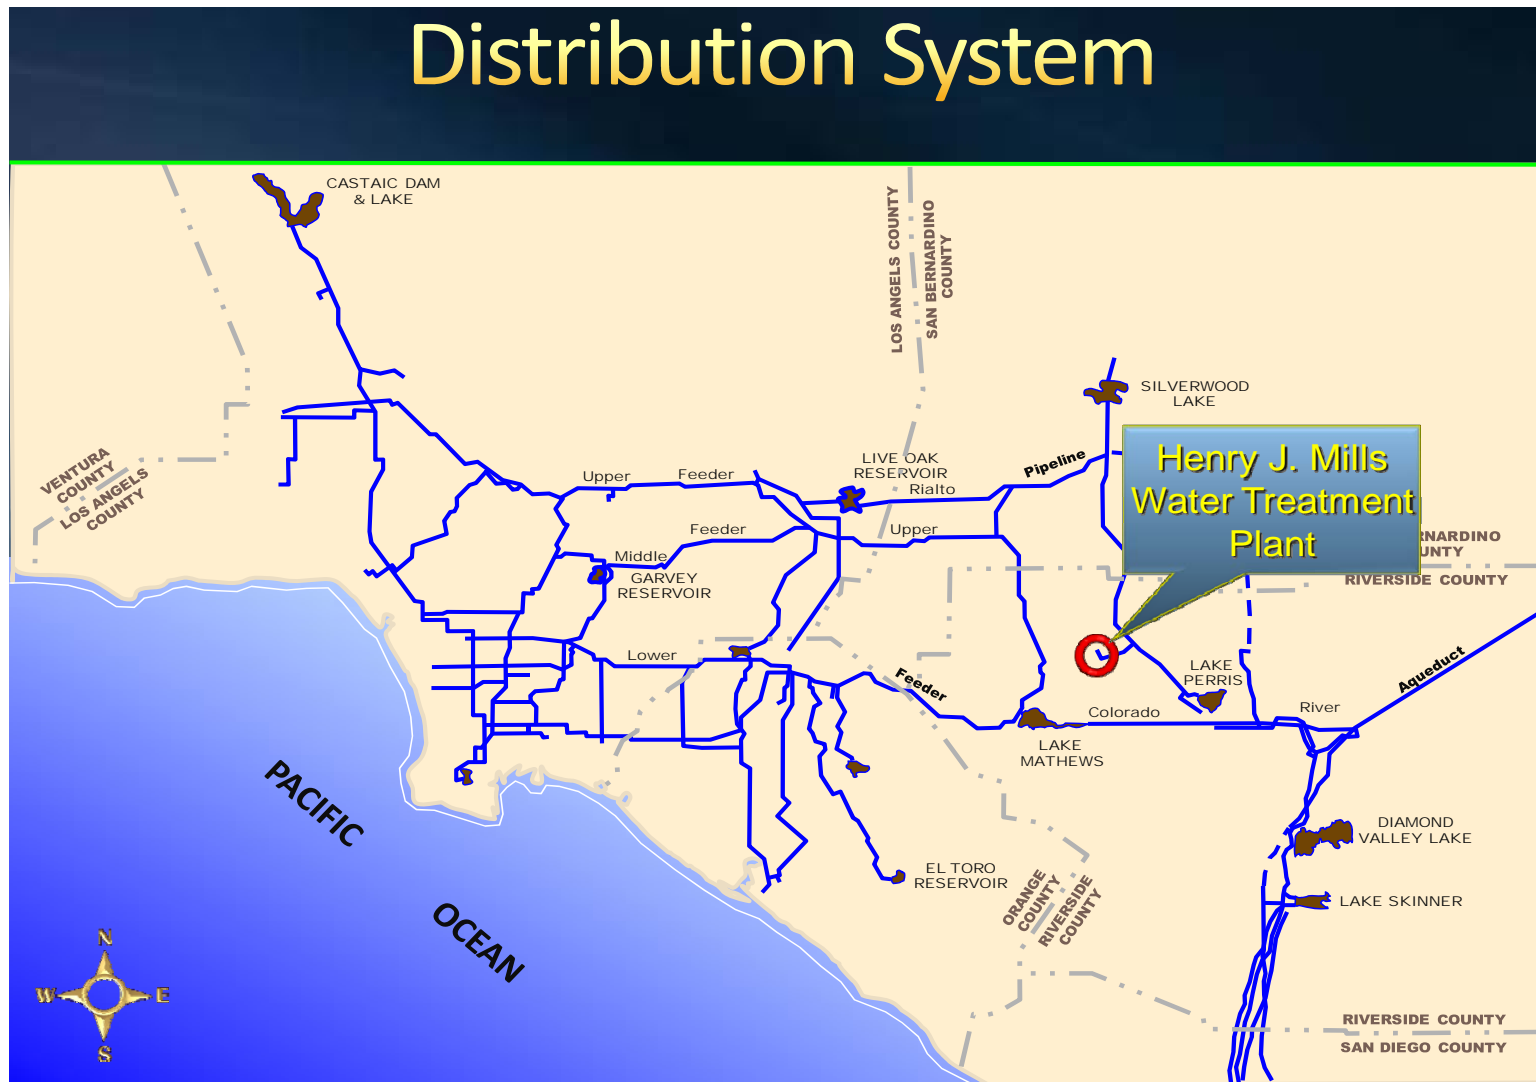 Distribution System
CASTAIC DAM
& LAKE
LOS ANGELS COUNTY
SAN BERNARDINO
COUNTY
SILVERWOOD
LAKE
VENTURA
COUNTY
LOS ANGELS
COUNTY
Upper
Feeder
LIVE OAK
RESERVOIR
Rialto
Pipeline
Henry J. Mills
Water Treatment
Plant
Feeder
Upper
Middle
GARVEY
RESERVOIR
RNARDINO
UNTY
RIVERSIDE COUNTY
Lower
Feeder
LAKE
PERRIS
Aqueduct
River
Colorado
LAKE
MATHEWS
PACIFIC
OCEAN
DIAMOND
VALLEY LAKE
EL TORO
RESERVOIR
ORANGE
COUNTY
RIVERSIDE
COUNTY
LAKE SKINNER
N
W
E
S
RIVERSIDE COUNTY
SAN DIEGO COUNTY